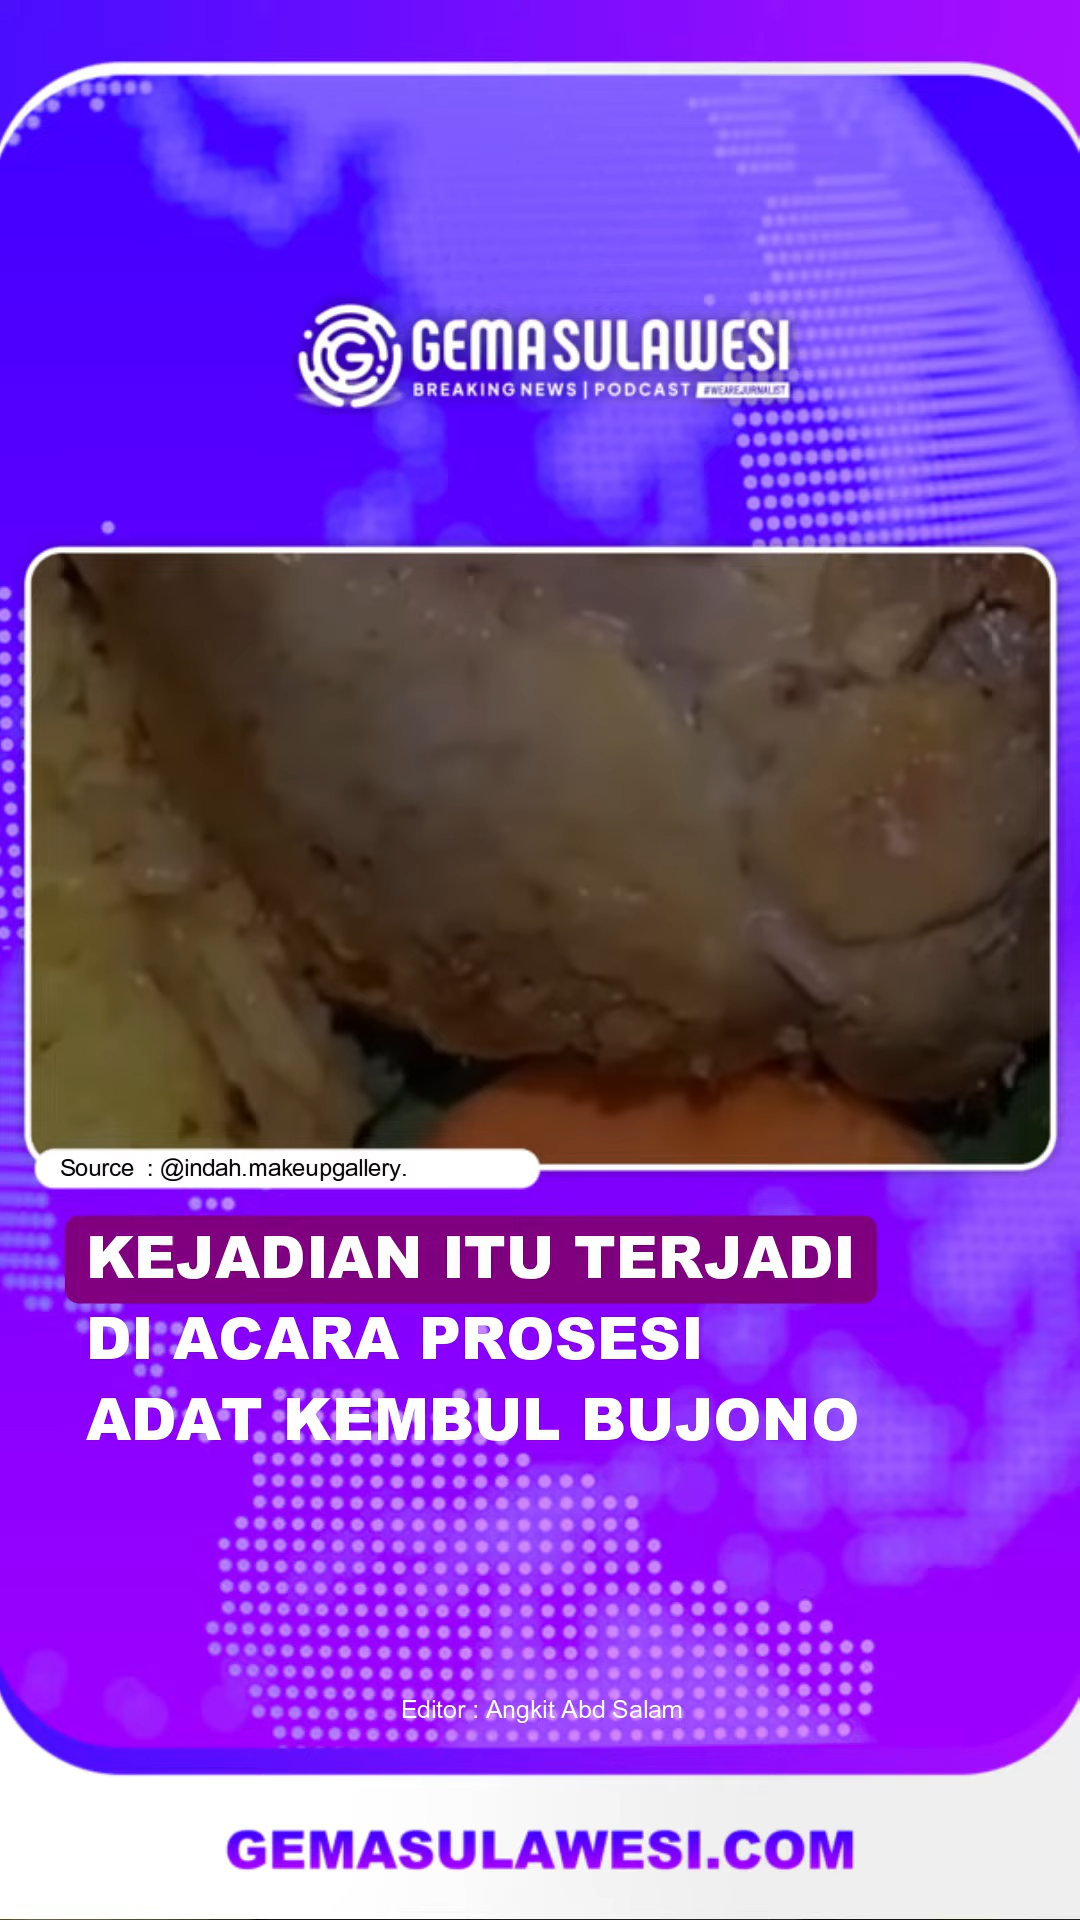 GEMASULAWESI
BREAKING NEWS | PODCAST #WEAREJURNALIST
Source : @indah.makeupgallery.
KEJADIAN ITU TERJADI
DI ACARA PROSESI
ADAT KEMBUL BUJONO
Editor : Angkit Abd Salam
GEMASULAWESI.COM